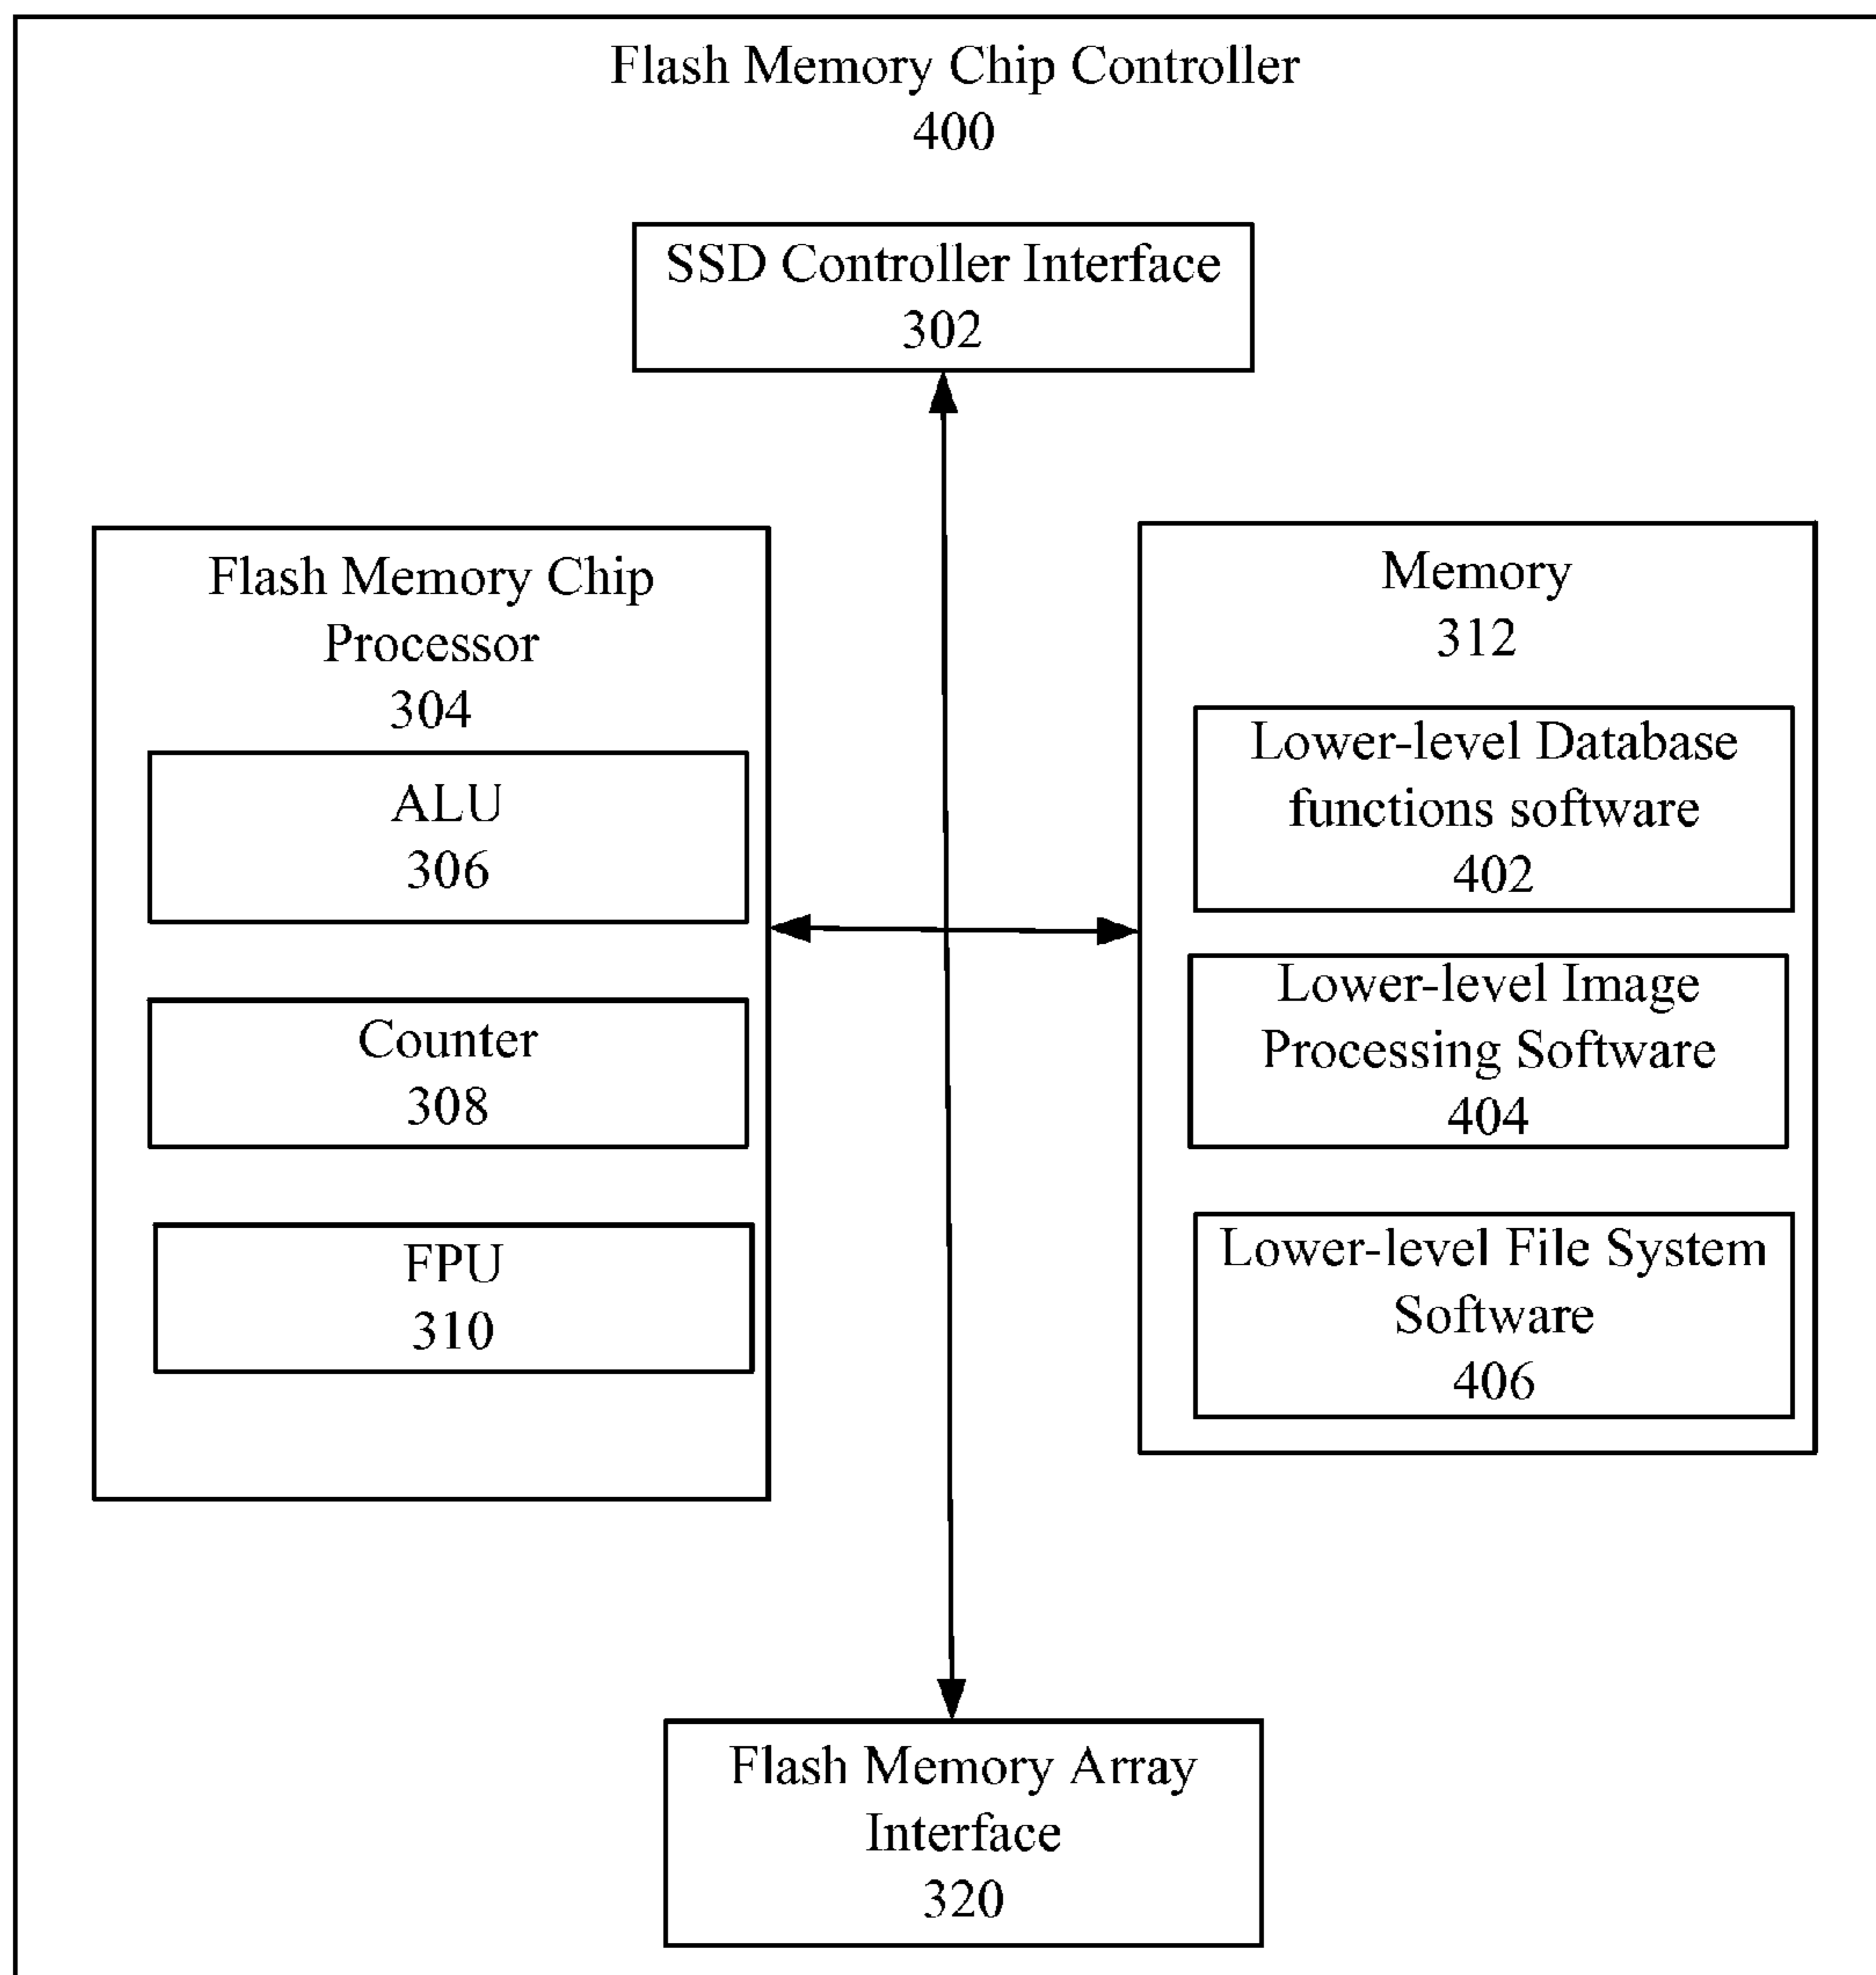 Flash Memory Chip Controller
400
SSD Controller Interface
302
Flash Memory Chip
Processor
304
ALU
306
Counter
308
FPU
310
Memory
312
Lower-level Database
functions software
402
Lower-level Image
Processing Software
404
Lower-level File System
Software
406
Flash Memory Array
Interface
320